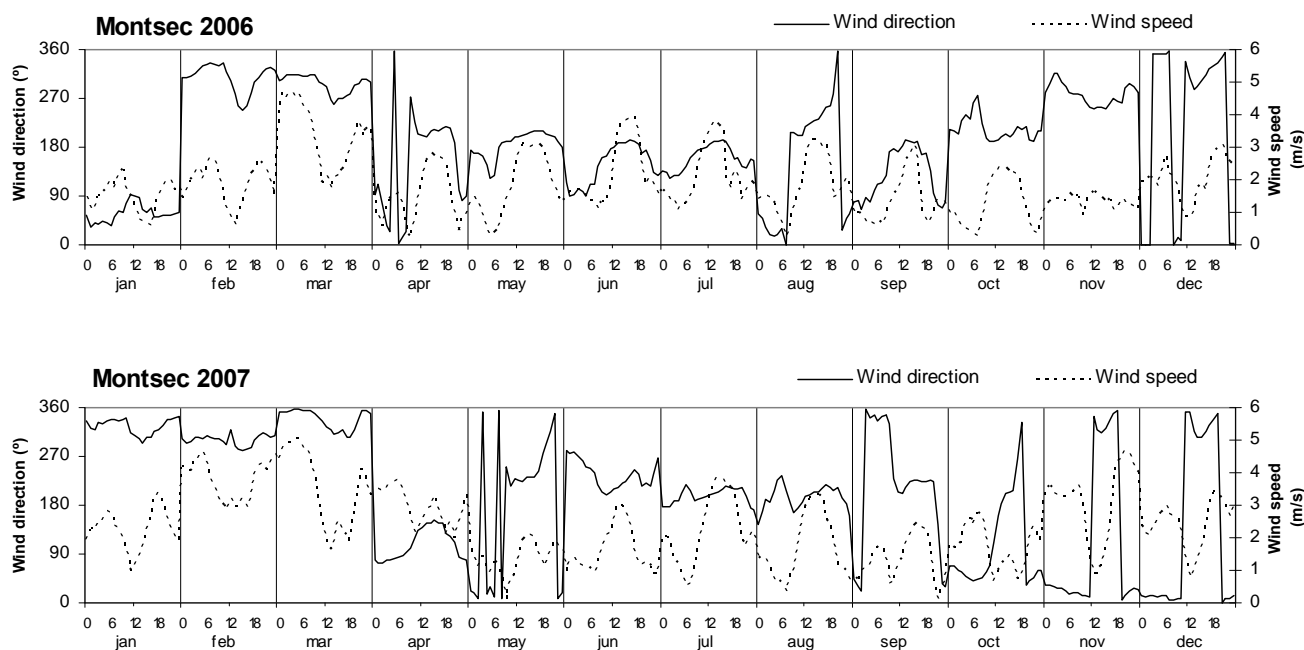 Montsec 2006
Wind direction
Wind speed
Wind direction (º)
360
270
180
90
0
6
5
4
3
2
1
0
Wind speed
(m/s)
0 6 12 18 0 6 12 18 0 6 12 18 0 6 12 18 0 6 12 18 0 6 12 18 0 6 12 18 0 6 12 18 0 6 12 18 0 6 12 18 0 6 12 18 0 6 12 18
jan feb mar apr may jun jul aug sep oct nov dec
Montsec 2007
Wind direction
Wind speed
Wind direction (º)
360
270
180
90
0
6
5
4
3
2
1
0
Wind speed
(m/s)
0 6 12 18 0 6 12 18 0 6 12 18 0 6 12 18 0 6 12 18 0 6 12 18 0 6 12 18 0 6 12 18 0 6 12 18 0 6 12 18 0 6 12 18 0 6 12 18
jan feb mar apr may jun jul aug sep oct nov dec